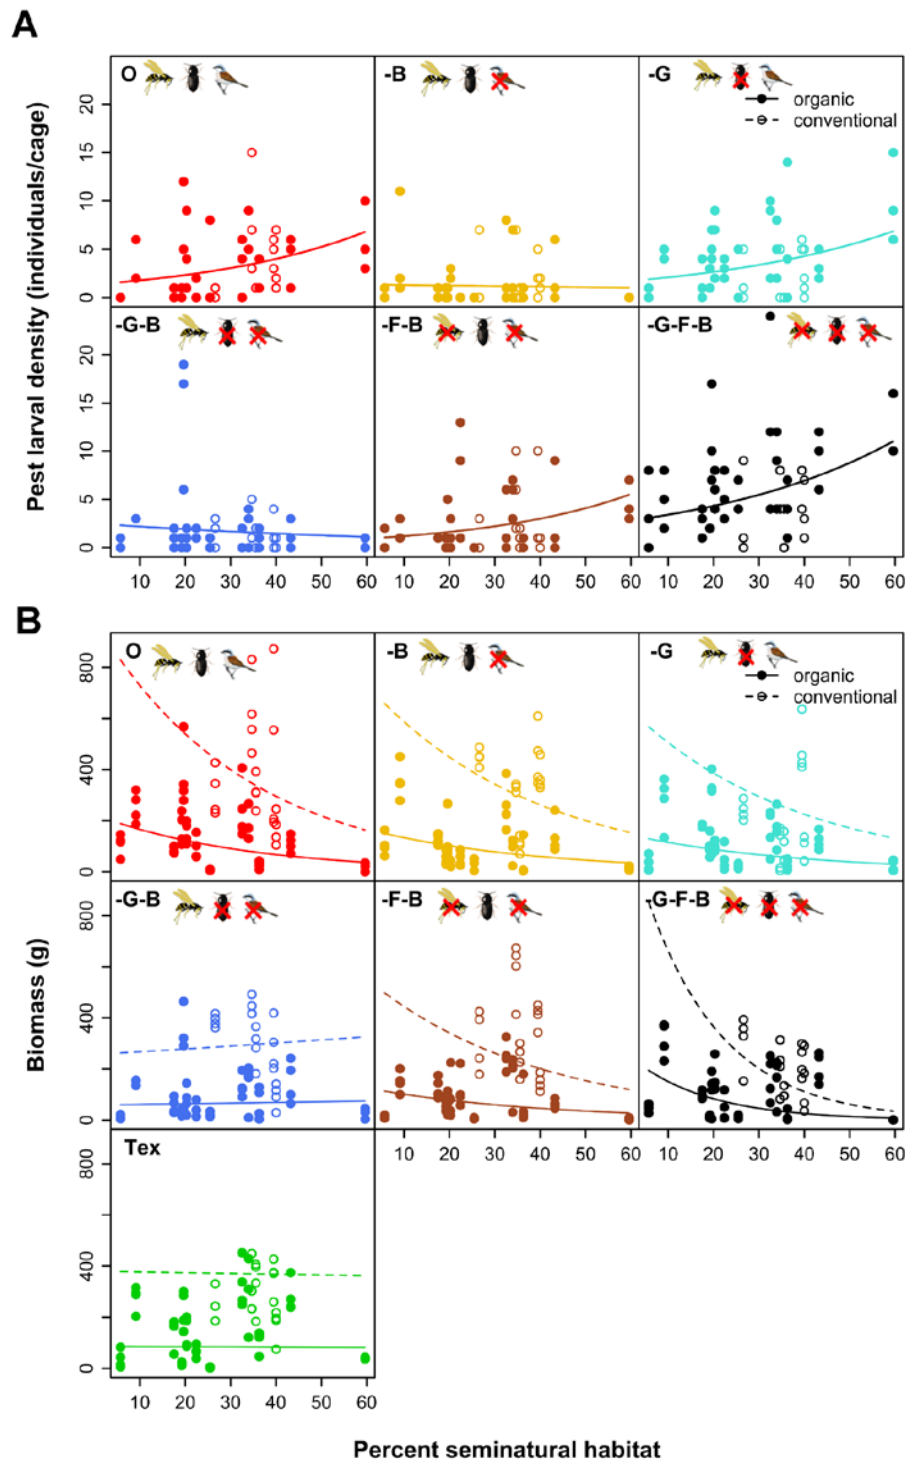 A
O
-B
-G
organic
conventional
20
15
10
5
0
Pest larval density (individuals/cage)
-G-B
-F-B
-G-F-B
20
15
10
5
0
10 20 30 40 50 60
10 20 30 40 50 60
10 20 30 40 50 60
B
O
-B
-G
organic
conventional
800
400
0
Biomass (g)
-G-B
-F-B
-G-F-B
800
400
0
10 20 30 40 50 60
10 20 30 40 50 60
Tex
800
400
0
10 20 30 40 50 60
Percent seminatural habitat